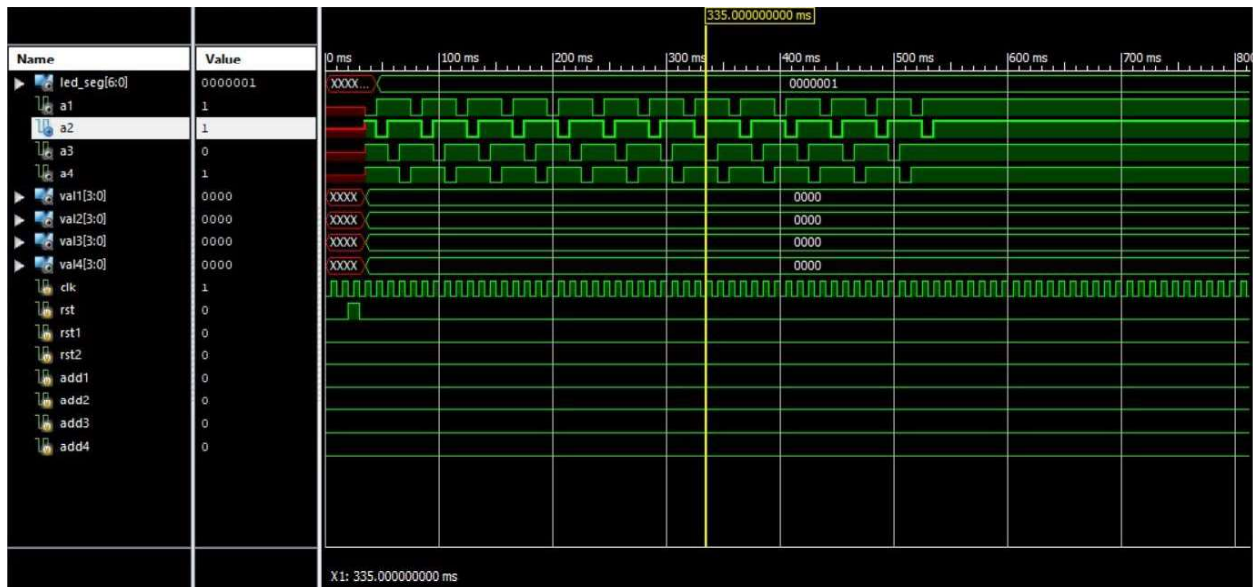 335.000000000 ms
Name Value
0 ms 100 ms 200 ms 300 ms 400 ms 500 ms 600 ms 700 ms
led_seg[6:0] 0000001 XXXX... 0000001
a1 1
a2 1
a3 0
a4 1
val1[3:0] 0000 XXXX 0000
val2[3:0] 0000 XXXX 0000
val3[3:0] 0000 XXXX 0000
val4[3:0] 0000 XXXX 0000
clk 1
rst 0
rst1 0
rst2 0
add1 0
add2 0
add3 0
add4 0
X1: 335.000000000 ms